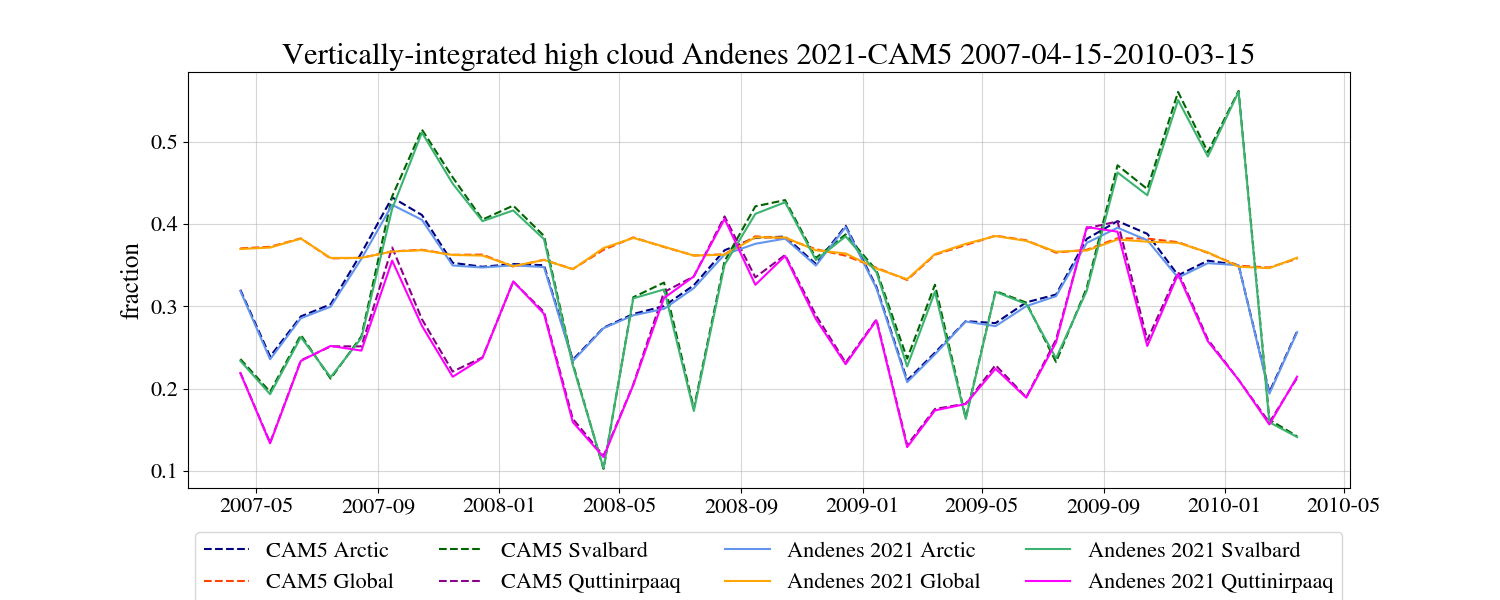 Vertically-integrated high cloud Andenes 2021-CAM5 2007-04-15-2010-03-15
fraction
0.5
0.4
0.3
0.2
0.1
2007-05 2007-09 2008-01 2008-05 2008-09 2009-01 2009-05 2009-09 2010-01 2010-05
CAM5 Arctic CAM5 Svalbard Andenes 2021 Arctic Andenes 2021 Svalbard
CAM5 Global CAM5 Quttinirpaaq Andenes 2021 Global Andenes 2021 Quttinirpaaq